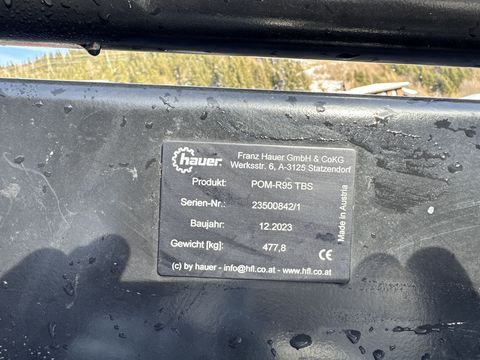 hauer
Franz Hauer GmbH & CoKG
Werksstr. 6, A-3125 Statzendorf
Produkt: POM-R95 TBS
Serien-Nr.: 23500842/1
Baujahr: 12.2023
Gewicht [kg]: 477,8
Made in Austria
CE
(c) by hauer - info@hfl.co.at - www.hfl.co.at